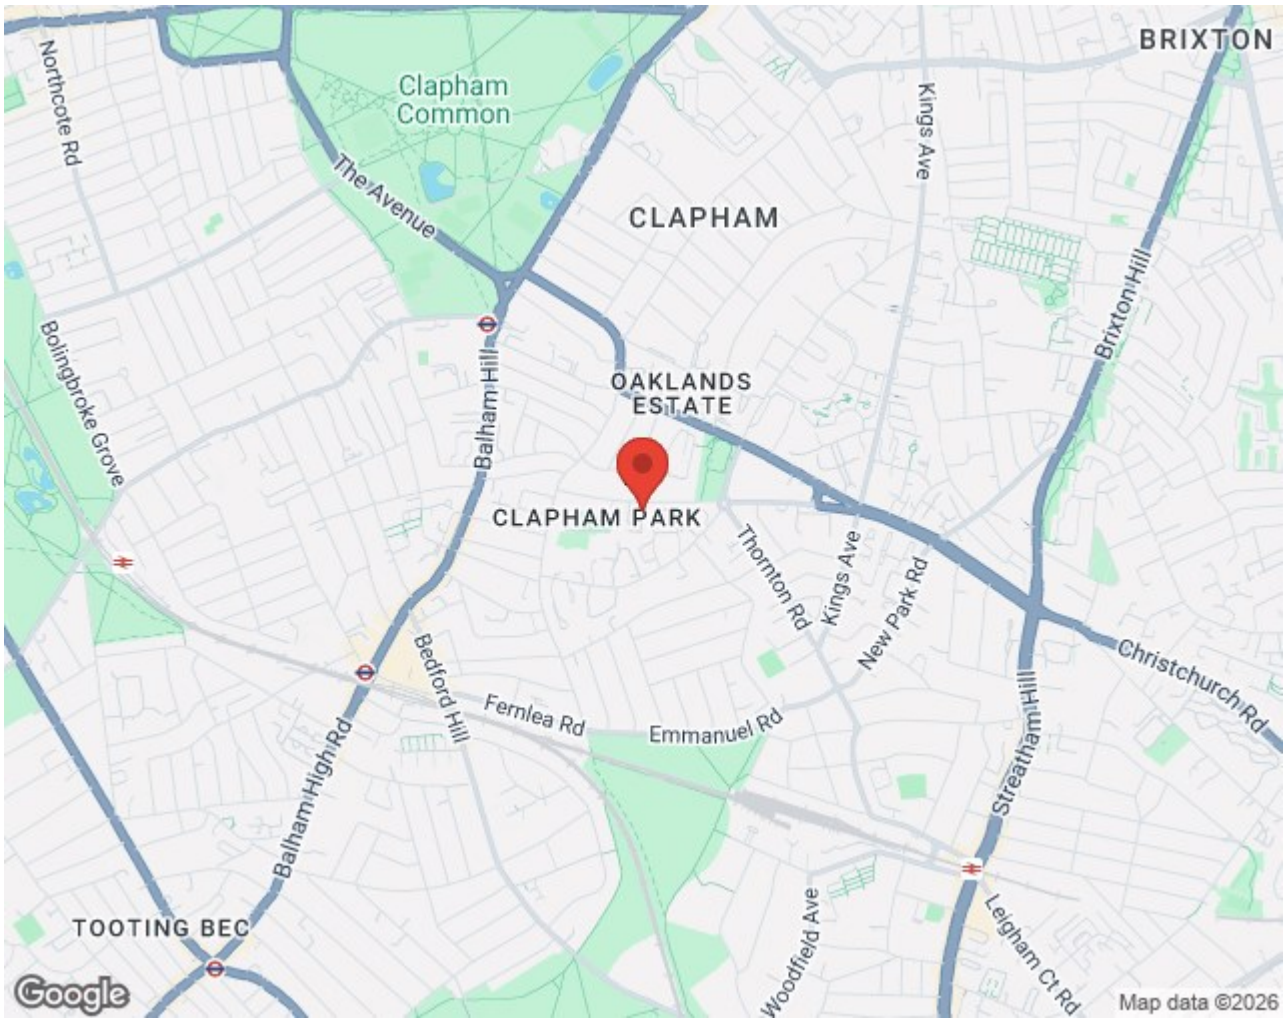 BRIXTON
Northcote Rd
Clapham
Common
Kings Ave
The Avenue
CLAPHAM
Brixton Hill
Bolingbroke Grove
Balham Hill
OAKLANDS
ESTATE
CLAPHAM PARK
Thornton Rd
Kings Ave
New Park Rd
Bedford Hill
Christchurch Rd
Fernlea Rd
Emmanuel Rd
Streatham Hill
Balham High Rd
TOOTING BEC
Woodfield Ave
Leigham Ct Rd
Google
Map data ©2026